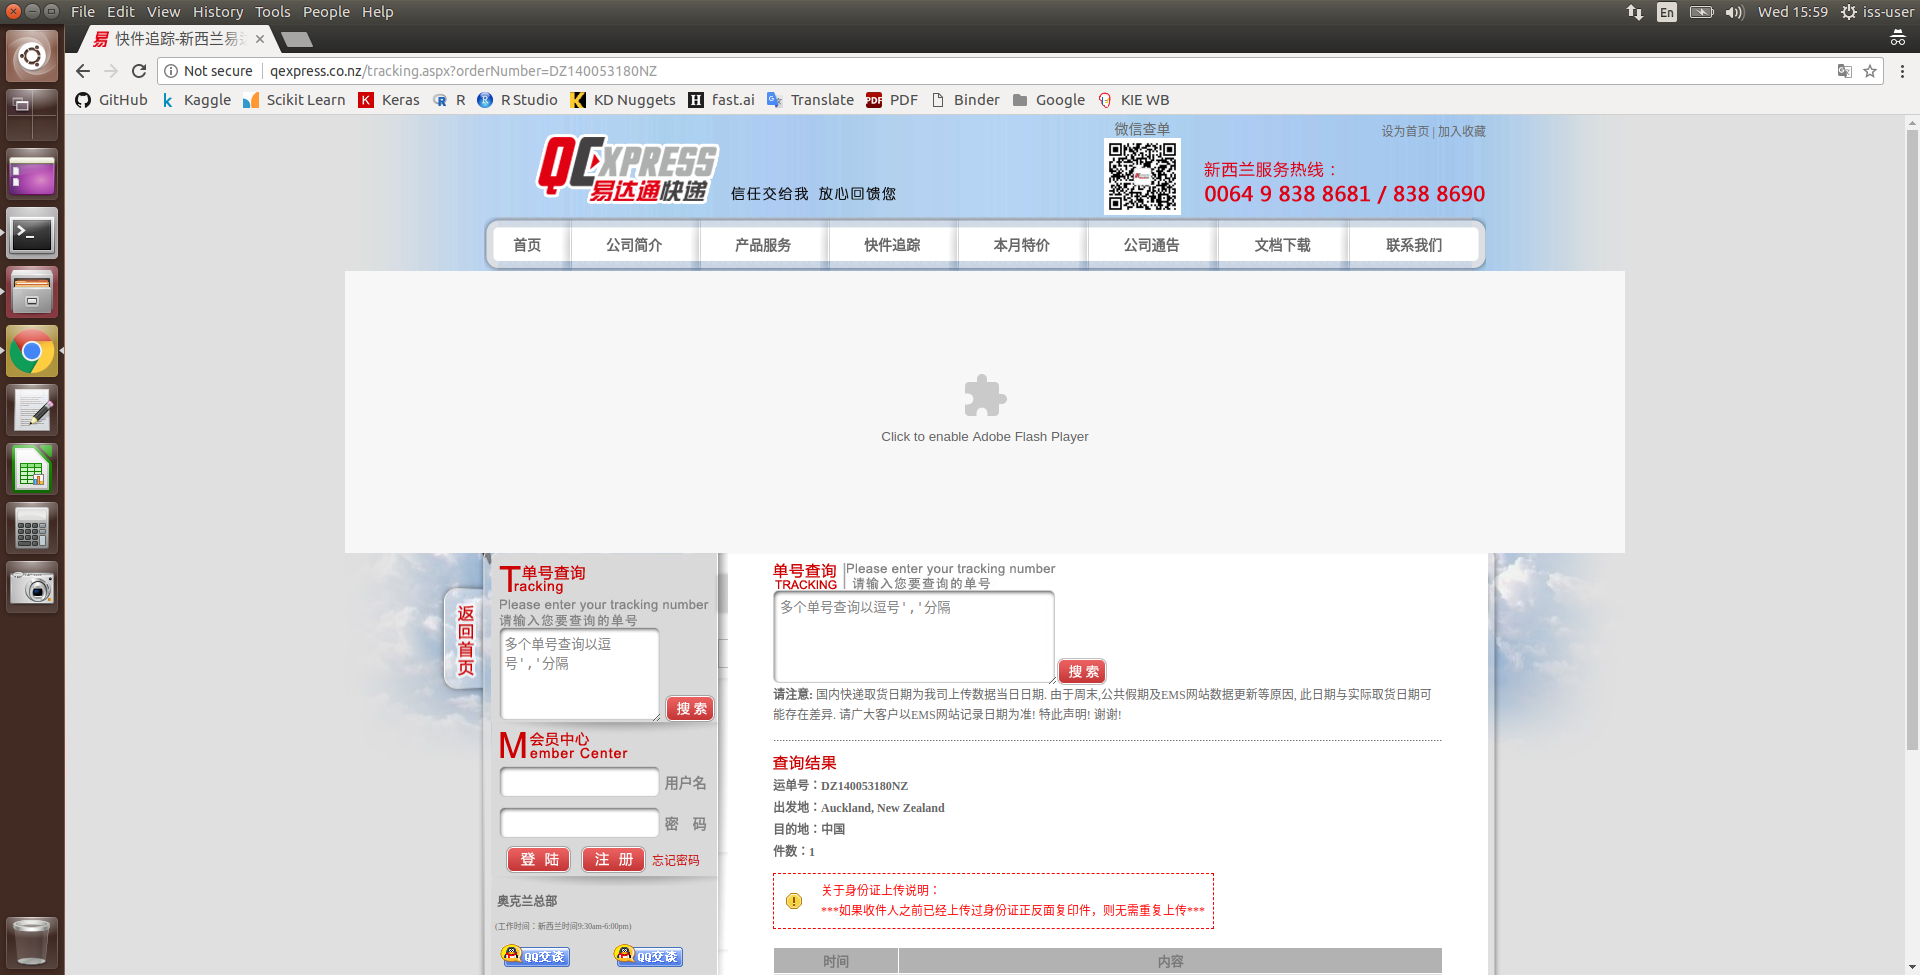 File Edit View History Tools People Help
En Wed 15:59 iss-user
易 快件追踪-新西兰易
Not secure qexpress.co.nz/tracking.aspx?orderNumber=DZ140053180NZ
GitHub Kaggle Scikit Learn Keras R R Studio KD Nuggets fast.ai Translate PDF Binder Google KIE WB
微信查单
设为首页 | 加入收藏
QEXPRESS
易达通快递
信任交给我 放心回馈您
新西兰服务热线：
0064 9 838 8681 / 838 8690
首页 公司简介 产品服务 快件追踪 本月特价 公司通告 文档下载 联系我们
Click to enable Adobe Flash Player
返回首页
单号查询
Tracking
Please enter your tracking number
请输入您要查询的单号
多个单号查询以逗
号','分隔
搜 索
会员中心
Member Center
用户名
密 码
登 陆 注 册 忘记密码
奥克兰总部
(工作时间：新西兰时间9:30am-6:00pm)
QQ交谈 QQ交谈
单号查询 Please enter your tracking number
TRACKING 请输入您要查询的单号
多个单号查询以逗号','分隔
搜 索
请注意: 国内快递取货日期为我司上传数据当日日期. 由于周末,公共假期及EMS网站数据更新等原因, 此日期与实际取货日期可
能存在差异. 请广大客户以EMS网站记录日期为准! 特此声明! 谢谢!
查询结果
运单号：DZ140053180NZ
出发地：Auckland, New Zealand
目的地：中国
件数：1
关于身份证上传说明：
***如果收件人之前已经上传过身份证正反面复印件，则无需重复上传***
时间 内容